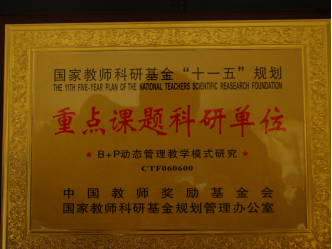 国家教师科研基金“十一五”规划
THE 11TH FIVE-YEAR PLAN OF THE NATIONAL TEACHERS SCIENTIFIC REASEARCH FOUNDATION
重点课题科研单位
★ B+P动态管理教学模式研究 ★
CTF060600
中国教师奖励基金会
国家教师科研基金规划管理办公室